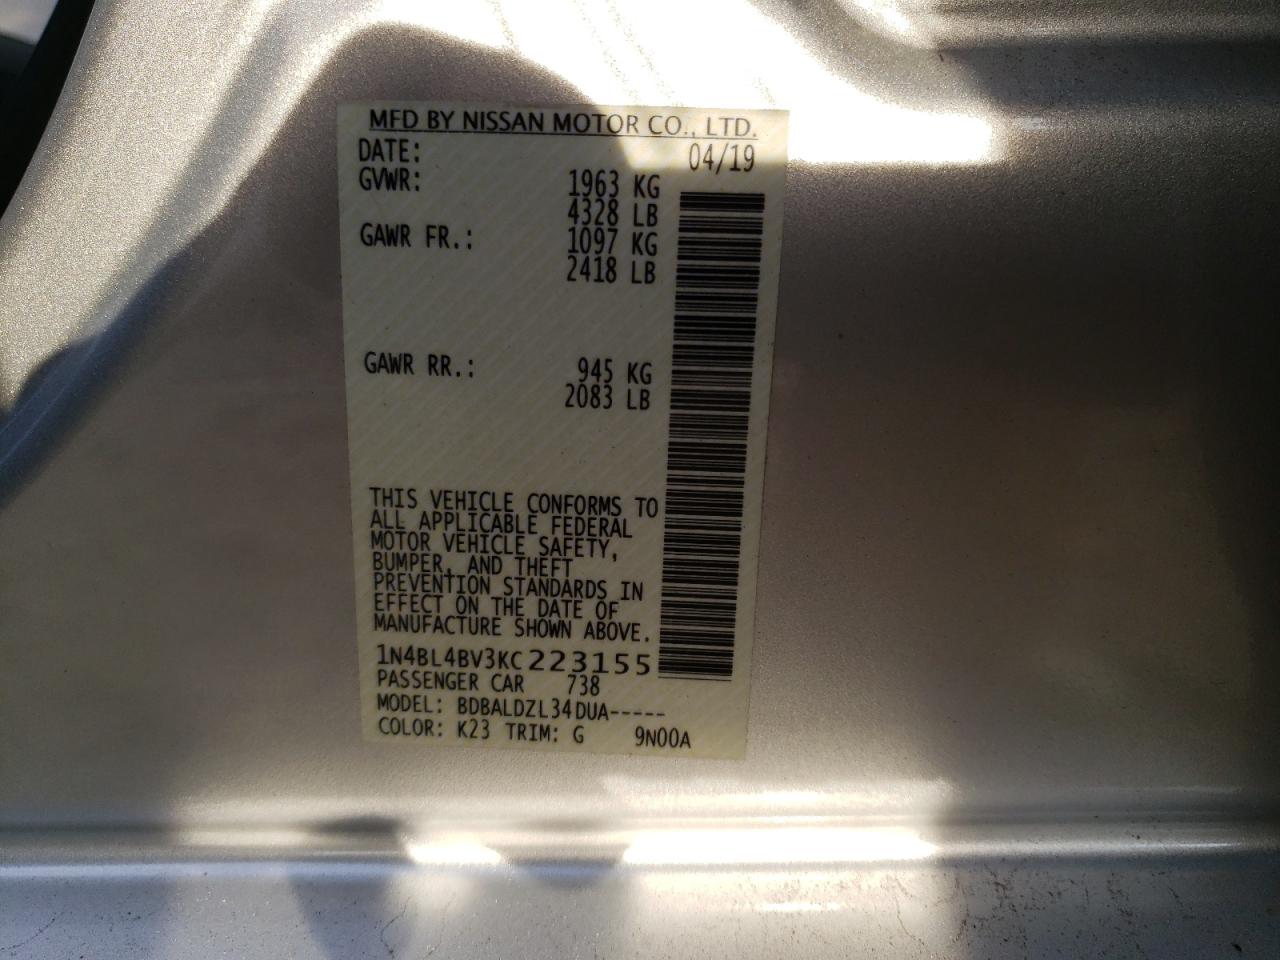 MFD BY NISSAN MOTOR CO., LTD.
DATE: 04/19
GVWR: 1963 KG
4328 LB
GAWR FR.: 1097 KG
2418 LB
GAWR RR.: 945 KG
2083 LB
THIS VEHICLE CONFORMS TO
ALL APPLICABLE FEDERAL
MOTOR VEHICLE SAFETY,
BUMPER, AND THEFT
PREVENTION STANDARDS IN
EFFECT ON THE DATE OF
MANUFACTURE SHOWN ABOVE.
1N4BL4BV3KC223155
PASSENGER CAR 738
MODEL: BDBALDZL34DUA-----
COLOR: K23 TRIM: G 9N00A